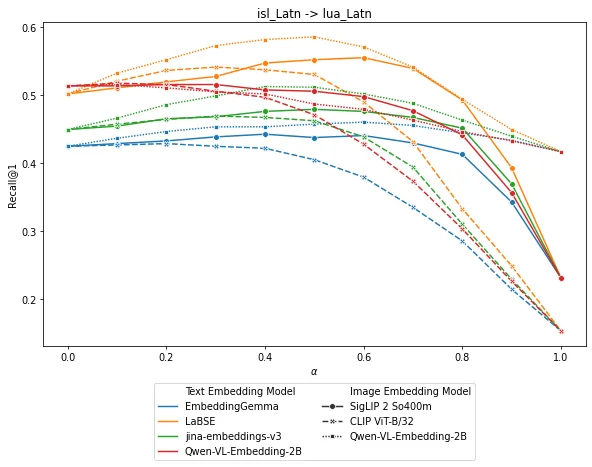 isl_Latn -> lua_Latn
Recall@1
0.6
0.5
0.4
0.3
0.2
0.0 0.2 0.4 0.6 0.8 1.0
α
Text Embedding Model
EmbeddingGemma
LaBSE
jina-embeddings-v3
Qwen-VL-Embedding-2B
Image Embedding Model
SigLIP 2 So400m
CLIP ViT-B/32
Qwen-VL-Embedding-2B